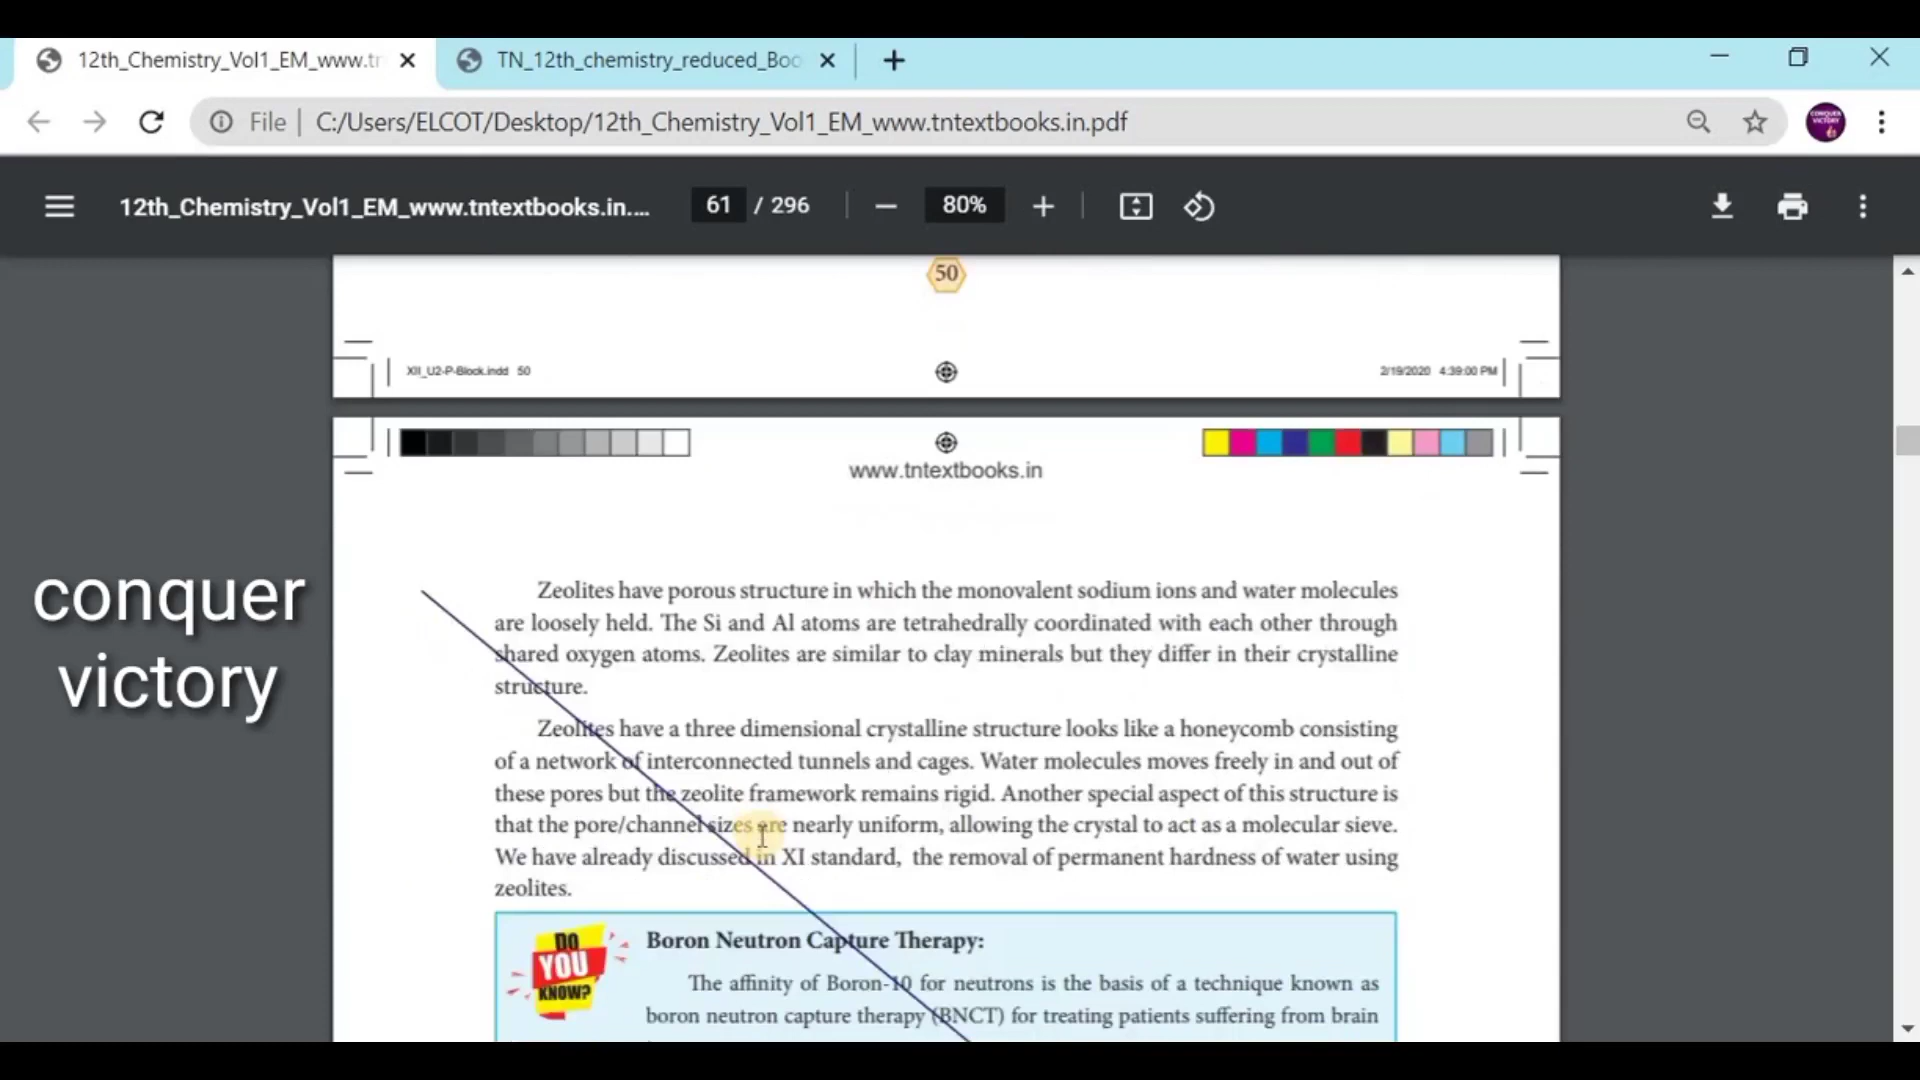 12th_Chemistry_Vol1_EM_www.tn
TN_12th_chemistry_reduced_Boo
File
C:/Users/ELCOT/Desktop/12th_Chemistry_Vol1_EM_www.tntextbooks.in.pdf
CONQUER
VICTORY
12th_Chemistry_Vol1_EM_www.tntextbooks.in....
61 / 296
80%
50
XII_U2-P-Block.indd 50
2/19/2020 4:39:00 PM
www.tntextbooks.in
conquer
victory
Zeolites have porous structure in which the monovalent sodium ions and water molecules
are loosely held. The Si and Al atoms are tetrahedrally coordinated with each other through
shared oxygen atoms. Zeolites are similar to clay minerals but they differ in their crystalline
structure.
Zeolites have a three dimensional crystalline structure looks like a honeycomb consisting
of a network of interconnected tunnels and cages. Water molecules moves freely in and out of
these pores but the zeolite framework remains rigid. Another special aspect of this structure is
that the pore/channel sizes are nearly uniform, allowing the crystal to act as a molecular sieve.
We have already discussed in XI standard, the removal of permanent hardness of water using
zeolites.
DO
YOU
KNOW?
Boron Neutron Capture Therapy:
The affinity of Boron-10 for neutrons is the basis of a technique known as
boron neutron capture therapy (BNCT) for treating patients suffering from brain